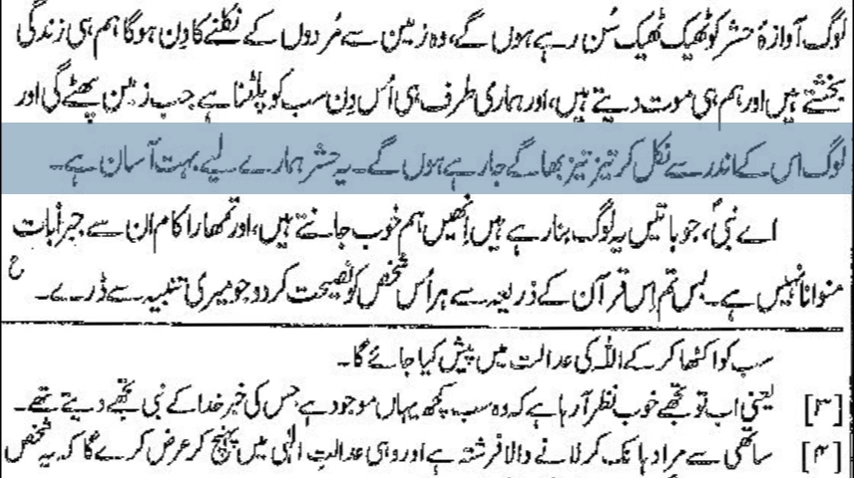 لوگ آوازۂ حشر کو ٹھیک ٹھیک سُن رہے ہوں گے، وہ زمین سے مُردوں کے نکلنے کا دِن ہوگا ہم ہی زندگی
بخشتے ہیں اور ہم ہی موت دیتے ہیں، اور ہماری طرف ہی اُس دِن سب کو پلٹنا ہے جب زمین پھٹے گی اور
لوگ اس کے اندر سے نکل کر تیز تیز بھاگے جا رہے ہوں گے۔ یہ حشر ہمارے لیے بہت آسان ہے۔
اے نبیؐ، جو باتیں یہ لوگ بنا رہے ہیں اُنھیں ہم خوب جانتے ہیں، اور تمھارا کام ان سے جبراً بات
منوانا نہیں ہے۔ بس تم اِس قرآن کے ذریعہ سے ہر اُس شخص کو نصیحت کر دو جو میری تنبیہ سے ڈرے۔ ع
سب کو اکٹھا کر کے اللہ کی عدالت میں پیش کیا جائے گا۔
[۳] یعنی اب تو تجھے خوب نظر آ رہا ہے کہ وہ سب کچھ یہاں موجود ہے جس کی خبر خدا کے نبی تجھے دیتے تھے۔
[۴] ساتھی سے مراد ہانک کر لانے والا فرشتہ ہے اور وہی عدالتِ الٰہی میں پہنچ کر عرض کرے گا کہ یہ شخص